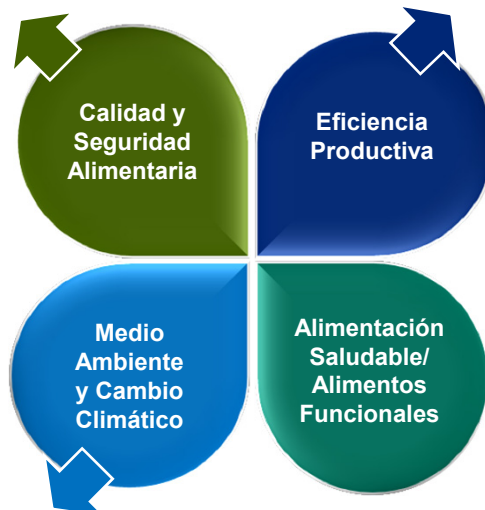 Calidad y
Seguridad
Alimentaria
Eficiencia
Productiva
Medio
Ambiente
y Cambio
Climático
Alimentación
Saludable/
Alimentos
Funcionales